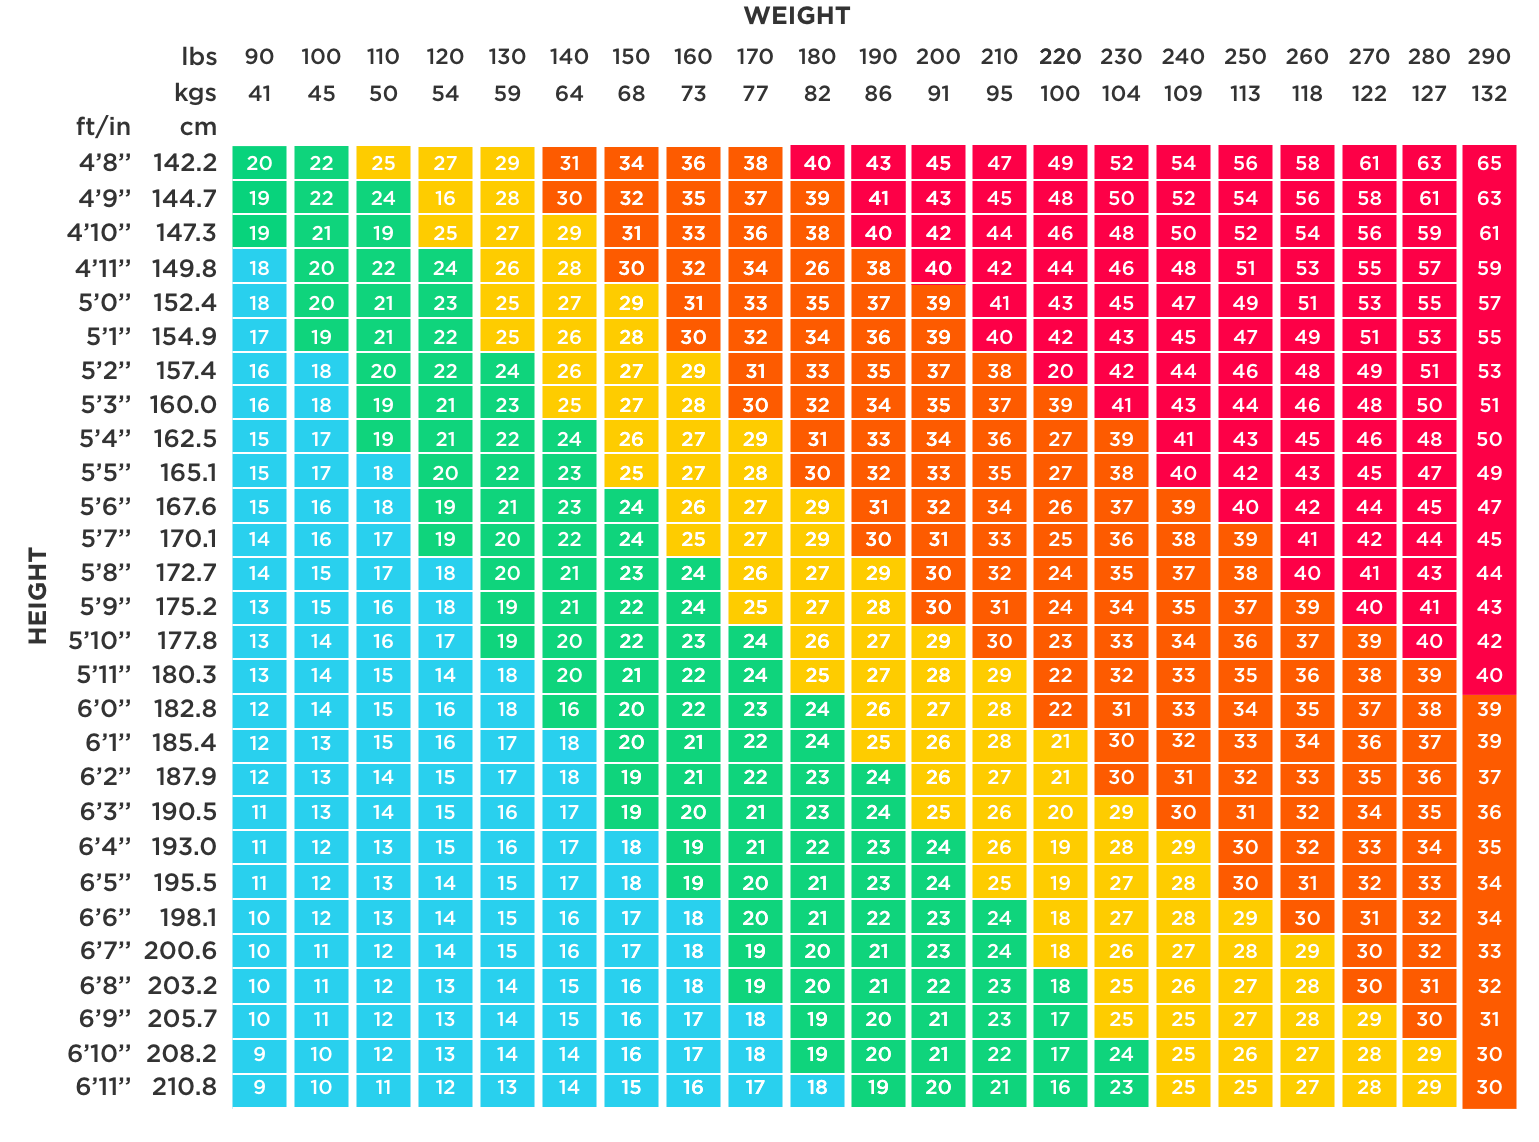 WEIGHT
lbs 90 100 110 120 130 140 150 160 170 180 190 200 210 220 230 240 250 260 270 280 290
kgs 41 45 50 54 59 64 68 73 77 82 86 91 95 100 104 109 113 118 122 127 132
ft/in cm
4’8” 142.2 20 22 25 27 29 31 34 36 38 40 43 45 47 49 52 54 56 58 61 63 65
4’9” 144.7 19 22 24 16 28 30 32 35 37 39 41 43 45 48 50 52 54 56 58 61 63
4’10” 147.3 19 21 19 25 27 29 31 33 36 38 40 42 44 46 48 50 52 54 56 59 61
4’11” 149.8 18 20 22 24 26 28 30 32 34 26 38 40 42 44 46 48 51 53 55 57 59
5’0” 152.4 18 20 21 23 25 27 29 31 33 35 37 39 41 43 45 47 49 51 53 55 57
5’1” 154.9 17 19 21 22 25 26 28 30 32 34 36 39 40 42 43 45 47 49 51 53 55
5’2” 157.4 16 18 20 22 24 26 27 29 31 33 35 37 38 20 42 44 46 48 49 51 53
5’3” 160.0 16 18 19 21 23 25 27 28 30 32 34 35 37 39 41 43 44 46 48 50 51
5’4” 162.5 15 17 19 21 22 24 26 27 29 31 33 34 36 27 39 41 43 45 46 48 50
5’5” 165.1 15 17 18 20 22 23 25 27 28 30 32 33 35 27 38 40 42 43 45 47 49
5’6” 167.6 15 16 18 19 21 23 24 26 27 29 31 32 34 26 37 39 40 42 44 45 47
5’7” 170.1 14 16 17 19 20 22 24 25 27 29 30 31 33 25 36 38 39 41 42 44 45
5’8” 172.7 14 15 17 18 20 21 23 24 26 27 29 30 32 24 35 37 38 40 41 43 44
HEIGHT
5’9” 175.2 13 15 16 18 19 21 22 24 25 27 28 30 31 24 34 35 37 39 40 41 43
5’10” 177.8 13 14 16 17 19 20 22 23 24 26 27 29 30 23 33 34 36 37 39 40 42
5’11” 180.3 13 14 15 14 18 20 21 22 24 25 27 28 29 22 32 33 35 36 38 39 40
6’0” 182.8 12 14 15 16 18 16 20 22 23 24 26 27 28 22 31 33 34 35 37 38 39
6’1” 185.4 12 13 15 16 17 18 20 21 22 24 25 26 28 21 30 32 33 34 36 37 39
6’2” 187.9 12 13 14 15 17 18 19 21 22 23 24 26 27 21 30 31 32 33 35 36 37
6’3” 190.5 11 13 14 15 16 17 19 20 21 23 24 25 26 20 29 30 31 32 34 35 36
6’4” 193.0 11 12 13 15 16 17 18 19 21 22 23 24 26 19 28 29 30 32 33 34 35
6’5” 195.5 11 12 13 14 15 17 18 19 20 21 23 24 25 19 27 28 30 31 32 33 34
6’6” 198.1 10 12 13 14 15 16 17 18 20 21 22 23 24 18 27 28 29 30 31 32 34
6’7” 200.6 10 11 12 14 15 16 17 18 19 20 21 23 24 18 26 27 28 29 30 32 33
6’8” 203.2 10 11 12 13 14 15 16 18 19 20 21 22 23 18 25 26 27 28 30 31 32
6’9” 205.7 10 11 12 13 14 15 16 17 18 19 20 21 23 17 25 25 27 28 29 30 31
6’10” 208.2 9 10 12 13 14 14 16 17 18 19 20 21 22 17 24 25 26 27 28 29 30
6’11” 210.8 9 10 11 12 13 14 15 16 17 18 19 20 21 16 23 25 25 27 28 29 30